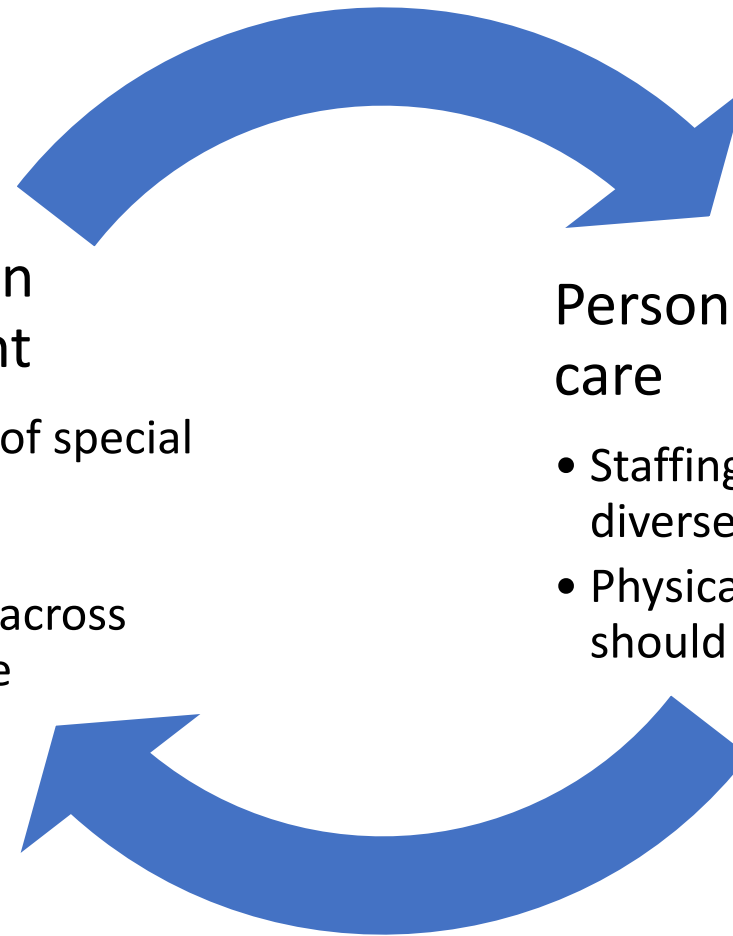 n
nt
of special
across
e
Person
care
• Staffing
diverse
• Physica
should